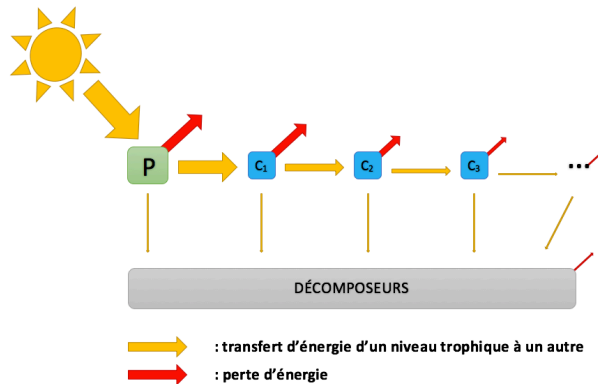 P C₁ C₂ C₃ ...
DÉCOMPOSEURS
: transfert d’énergie d’un niveau trophique à un autre
: perte d’énergie